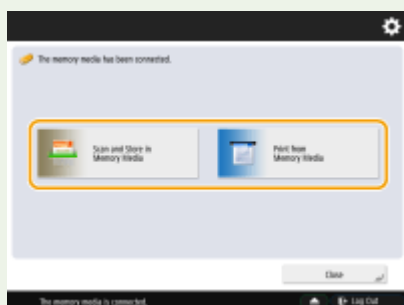 The memory media has been connected.
Scan and Store in
Memory Media
Print from
Memory Media
Close
The memory media is connected.
Log Out